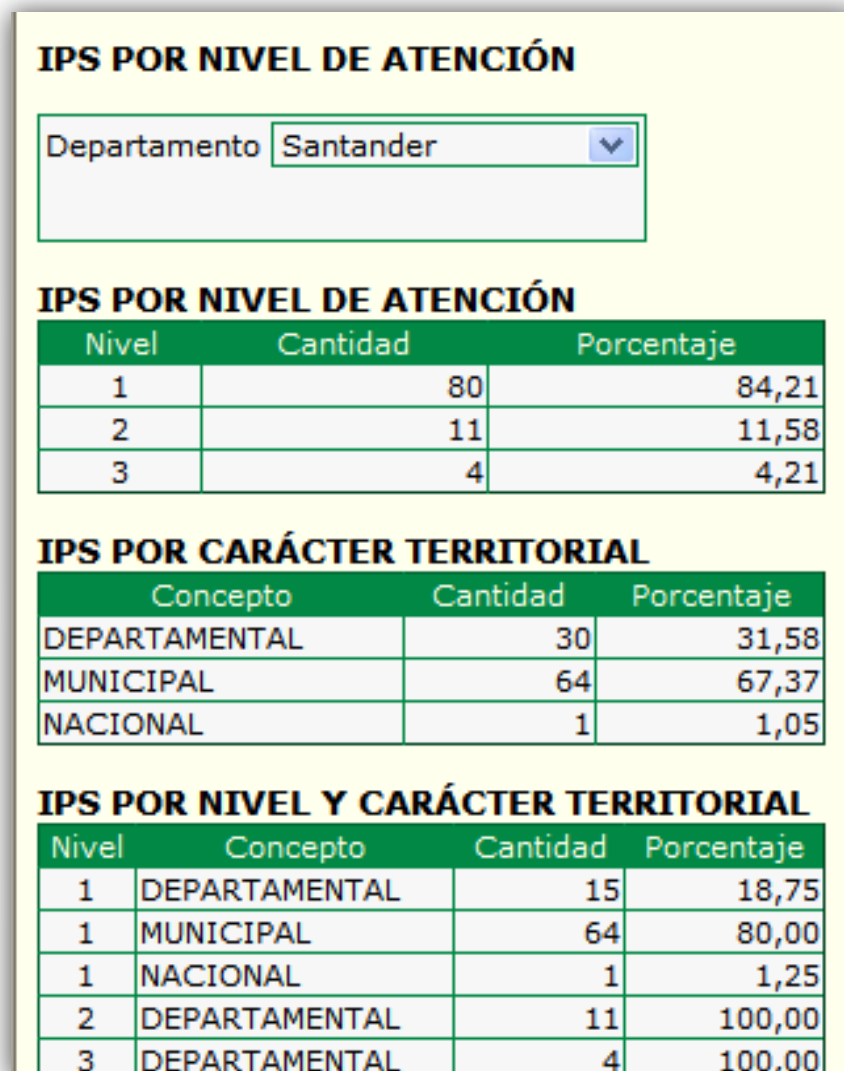 IPS POR NIVEL DE ATENCIÓN
Departamento Santander
IPS POR NIVEL DE ATENCIÓN
Nivel Cantidad Porcentaje
1 80 84,21
2 11 11,58
3 4 4,21
IPS POR CARÁCTER TERRITORIAL
Concepto Cantidad Porcentaje
DEPARTAMENTAL 30 31,58
MUNICIPAL 64 67,37
NACIONAL 1 1,05
IPS POR NIVEL Y CARÁCTER TERRITORIAL
Nivel Concepto Cantidad Porcentaje
1 DEPARTAMENTAL 15 18,75
1 MUNICIPAL 64 80,00
1 NACIONAL 1 1,25
2 DEPARTAMENTAL 11 100,00
3 DEPARTAMENTAL 4 100,00